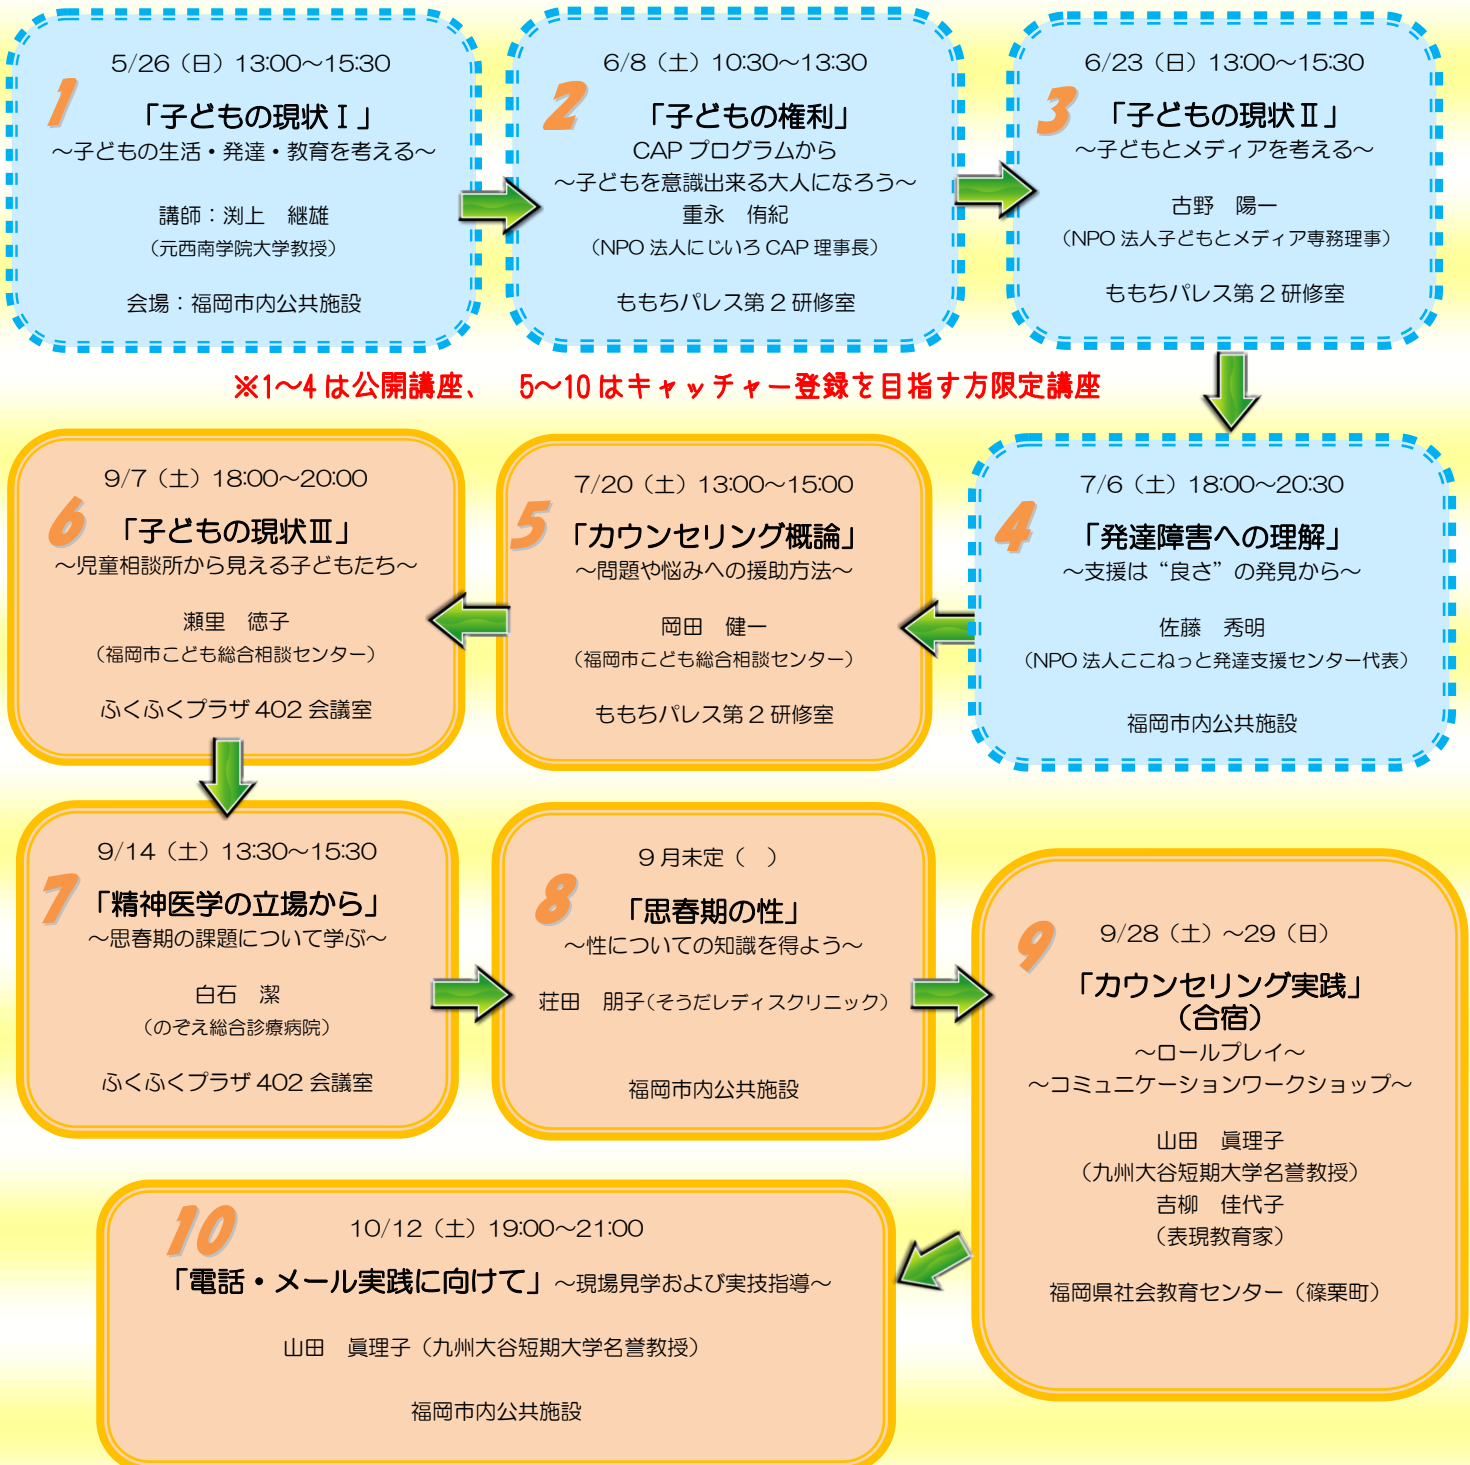 1
5/26（日）13:00～15:30
「子どもの現状Ⅰ」
～子どもの生活・発達・教育を考える～
講師：渕上　継雄
（元西南学院大学教授）
会場：福岡市内公共施設
2
6/8（土）10:30～13:30
「子どもの権利」
CAP プログラムから
～子どもを意識出来る大人になろう～
重永　侑紀
（NPO 法人にじいろ CAP 理事長）
ももちパレス第 2 研修室
3
6/23（日）13:00～15:30
「子どもの現状Ⅱ」
～子どもとメディアを考える～
古野　陽一
（NPO 法人子どもとメディア専務理事）
ももちパレス第 2 研修室
※1～4 は公開講座、　5～10 はキャッチャー登録を目指す方限定講座
4
7/6（土）18:00～20:30
「発達障害への理解」
～支援は“良さ”の発見から～
佐藤　秀明
（NPO 法人ここねっと発達支援センター代表）
福岡市内公共施設
5
7/20（土）13:00～15:00
「カウンセリング概論」
～問題や悩みへの援助方法～
岡田　健一
（福岡市こども総合相談センター）
ももちパレス第 2 研修室
6
9/7（土）18:00～20:00
「子どもの現状Ⅲ」
～児童相談所から見える子どもたち～
瀬里　徳子
（福岡市こども総合相談センター）
ふくふくプラザ 402 会議室
7
9/14（土）13:30～15:30
「精神医学の立場から」
～思春期の課題について学ぶ～
白石　潔
（のぞえ総合診療病院）
ふくふくプラザ 402 会議室
8
9 月未定（　）
「思春期の性」
～性についての知識を得よう～
荘田　朋子（そうだレディスクリニック）
福岡市内公共施設
9
9/28（土）～29（日）
「カウンセリング実践」
（合宿）
～ロールプレイ～
～コミュニケーションワークショップ～
山田　眞理子
（九州大谷短期大学名誉教授）
吉柳　佳代子
（表現教育家）
福岡県社会教育センター（篠栗町）
10
10/12（土）19:00～21:00
「電話・メール実践に向けて」～現場見学および実技指導～
山田　眞理子（九州大谷短期大学名誉教授）
福岡市内公共施設